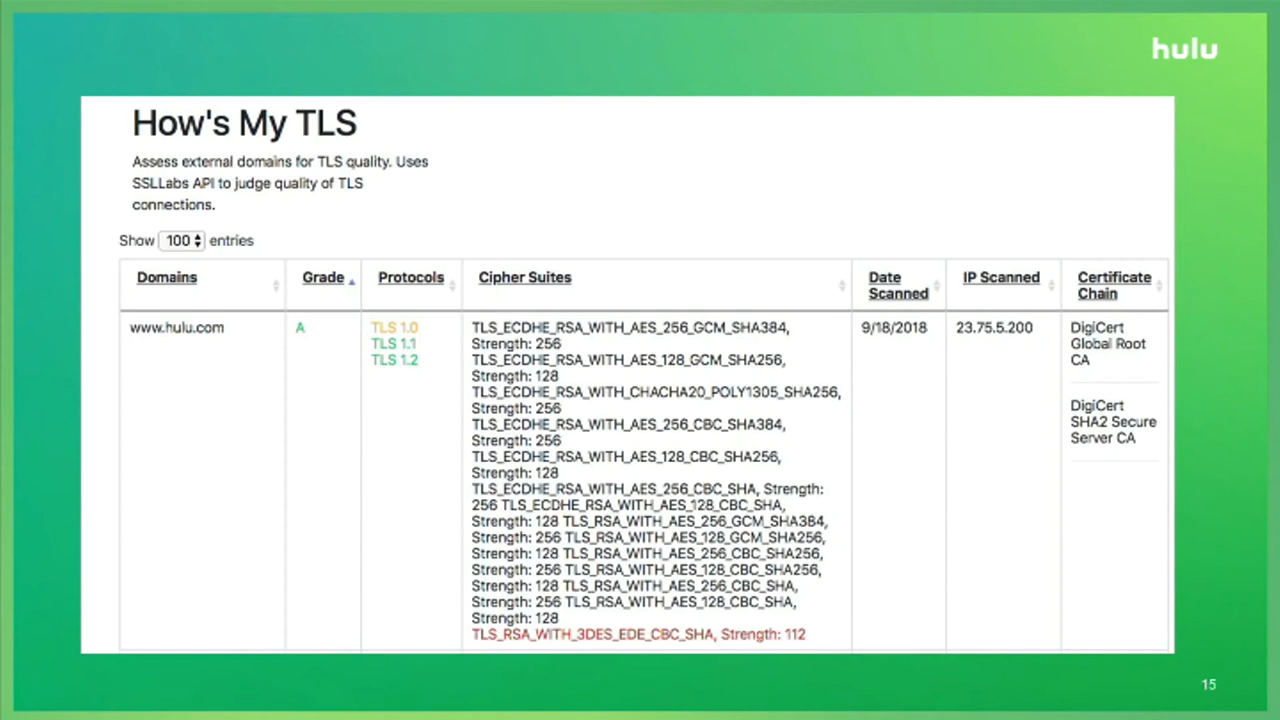 hulu
How's My TLS
Assess external domains for TLS quality. Uses
SSLLabs API to judge quality of TLS
connections.
Show 100 entries
Domains
Grade
Protocols
Cipher Suites
Date
Scanned
IP Scanned
Certificate
Chain
www.hulu.com
A
TLS 1.0
TLS 1.1
TLS 1.2
TLS_ECDHE_RSA_WITH_AES_256_GCM_SHA384,
Strength: 256
TLS_ECDHE_RSA_WITH_AES_128_GCM_SHA256,
Strength: 128
TLS_ECDHE_RSA_WITH_CHACHA20_POLY1305_SHA256,
Strength: 256
TLS_ECDHE_RSA_WITH_AES_256_CBC_SHA384,
Strength: 256
TLS_ECDHE_RSA_WITH_AES_128_CBC_SHA256,
Strength: 128
TLS_ECDHE_RSA_WITH_AES_256_CBC_SHA, Strength:
256 TLS_ECDHE_RSA_WITH_AES_128_CBC_SHA,
Strength: 128 TLS_RSA_WITH_AES_256_GCM_SHA384,
Strength: 256 TLS_RSA_WITH_AES_128_GCM_SHA256,
Strength: 128 TLS_RSA_WITH_AES_256_CBC_SHA256,
Strength: 256 TLS_RSA_WITH_AES_128_CBC_SHA256,
Strength: 128 TLS_RSA_WITH_AES_256_CBC_SHA,
Strength: 256 TLS_RSA_WITH_AES_128_CBC_SHA,
Strength: 128
TLS_RSA_WITH_3DES_EDE_CBC_SHA, Strength: 112
9/18/2018
23.75.5.200
DigiCert
Global Root
CA
DigiCert
SHA2 Secure
Server CA
15